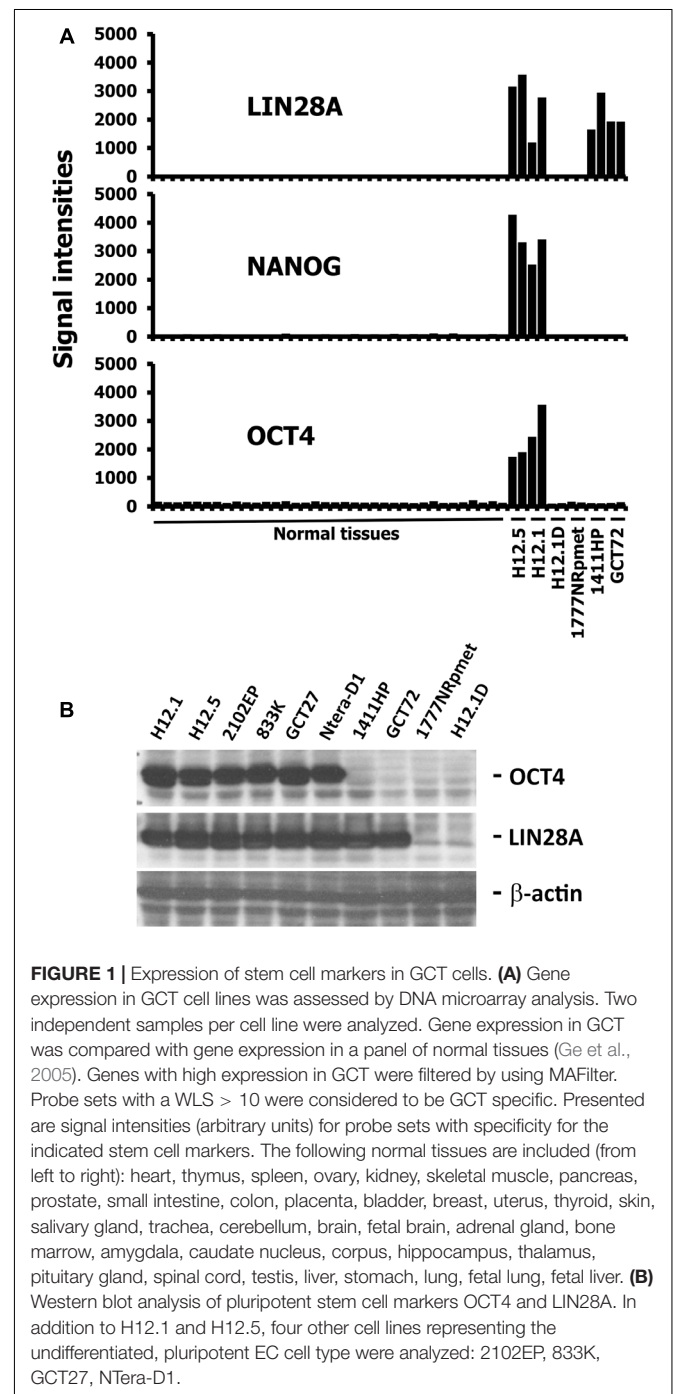 A
5000
4000
3000
2000
1000
0
LIN28A
5000
4000
3000
2000
1000
0
NANOG
5000
4000
3000
2000
1000
0
OCT4
Signal intensities
Normal tissues
H12.5
H12.1
H12.1D
1777NRpmet
1411HP
GCT72
B
H12.1
H12.5
2102EP
833K
GCT27
Ntera-D1
1411HP
GCT72
1777NRpmet
H12.1D
- OCT4
- LIN28A
- β-actin
FIGURE 1 | Expression of stem cell markers in GCT cells. (A) Gene
expression in GCT cell lines was assessed by DNA microarray analysis. Two
independent samples per cell line were analyzed. Gene expression in GCT
was compared with gene expression in a panel of normal tissues (Ge et al.,
2005). Genes with high expression in GCT were filtered by using MAFilter.
Probe sets with a WLS > 10 were considered to be GCT specific. Presented
are signal intensities (arbitrary units) for probe sets with specificity for the
indicated stem cell markers. The following normal tissues are included (from
left to right): heart, thymus, spleen, ovary, kidney, skeletal muscle, pancreas,
prostate, small intestine, colon, placenta, bladder, breast, uterus, thyroid, skin,
salivary gland, trachea, cerebellum, brain, fetal brain, adrenal gland, bone
marrow, amygdala, caudate nucleus, corpus, hippocampus, thalamus,
pituitary gland, spinal cord, testis, liver, stomach, lung, fetal lung, fetal liver. (B)
Western blot analysis of pluripotent stem cell markers OCT4 and LIN28A. In
addition to H12.1 and H12.5, four other cell lines representing the
undifferentiated, pluripotent EC cell type were analyzed: 2102EP, 833K,
GCT27, NTera-D1.